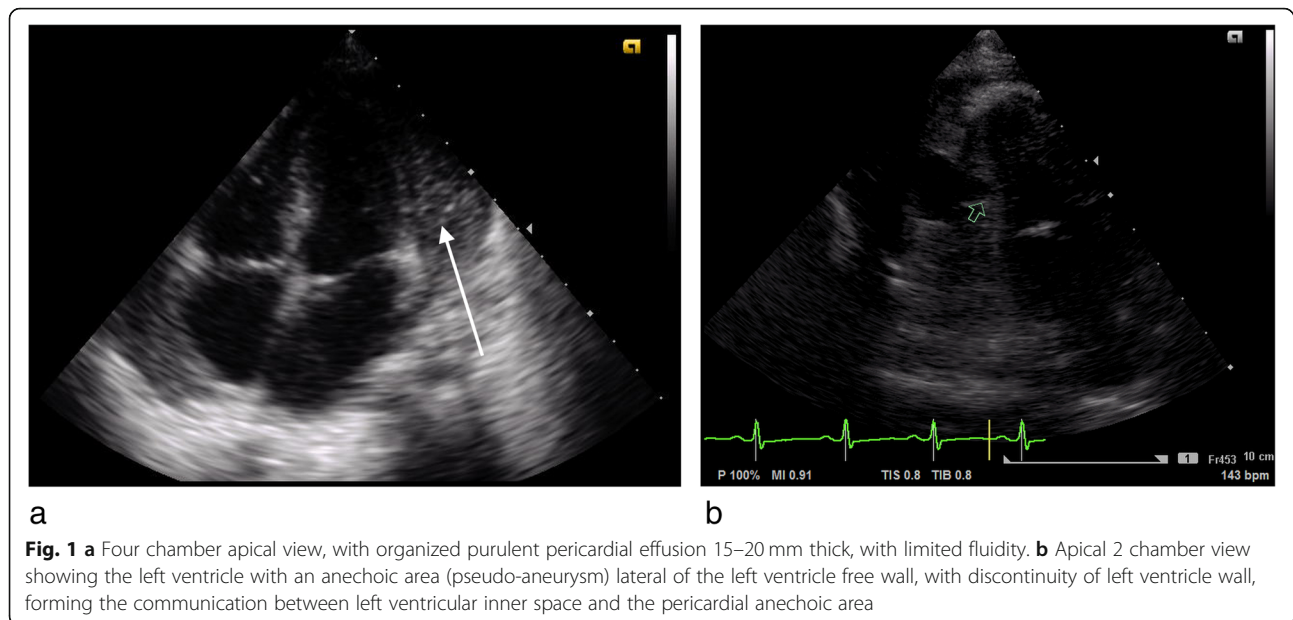 P 100% MI 0.91 TIS 0.8 TIB 0.8
1 Fr453 10 cm
143 bpm
a b
Fig. 1 a Four chamber apical view, with organized purulent pericardial effusion 15–20 mm thick, with limited fluidity. b Apical 2 chamber view
showing the left ventricle with an anechoic area (pseudo-aneurysm) lateral of the left ventricle free wall, with discontinuity of left ventricle wall,
forming the communication between left ventricular inner space and the pericardial anechoic area